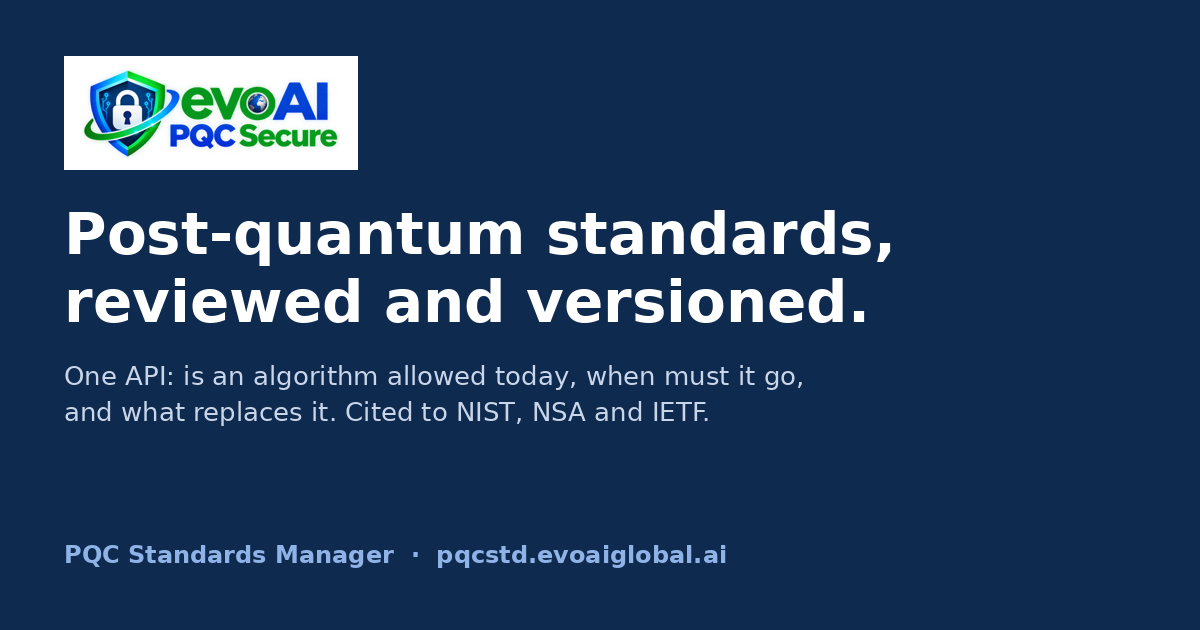 evoAI
PQC Secure
Post-quantum standards,
reviewed and versioned.
One API: is an algorithm allowed today, when must it go,
and what replaces it. Cited to NIST, NSA and IETF.
PQC Standards Manager · pqcstd.evoaiglobal.ai